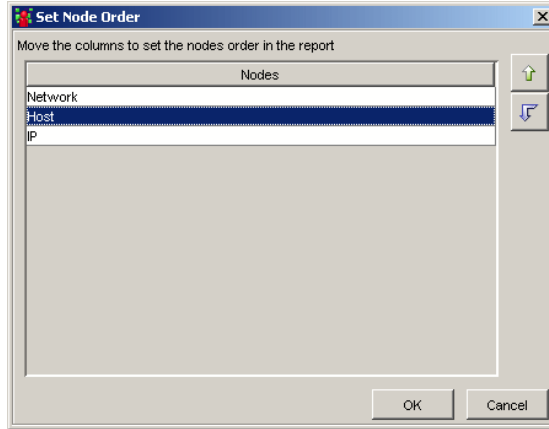 Set Node Order
Move the columns to set the nodes order in the report
Nodes
Network
Host
IP
OK
Cancel